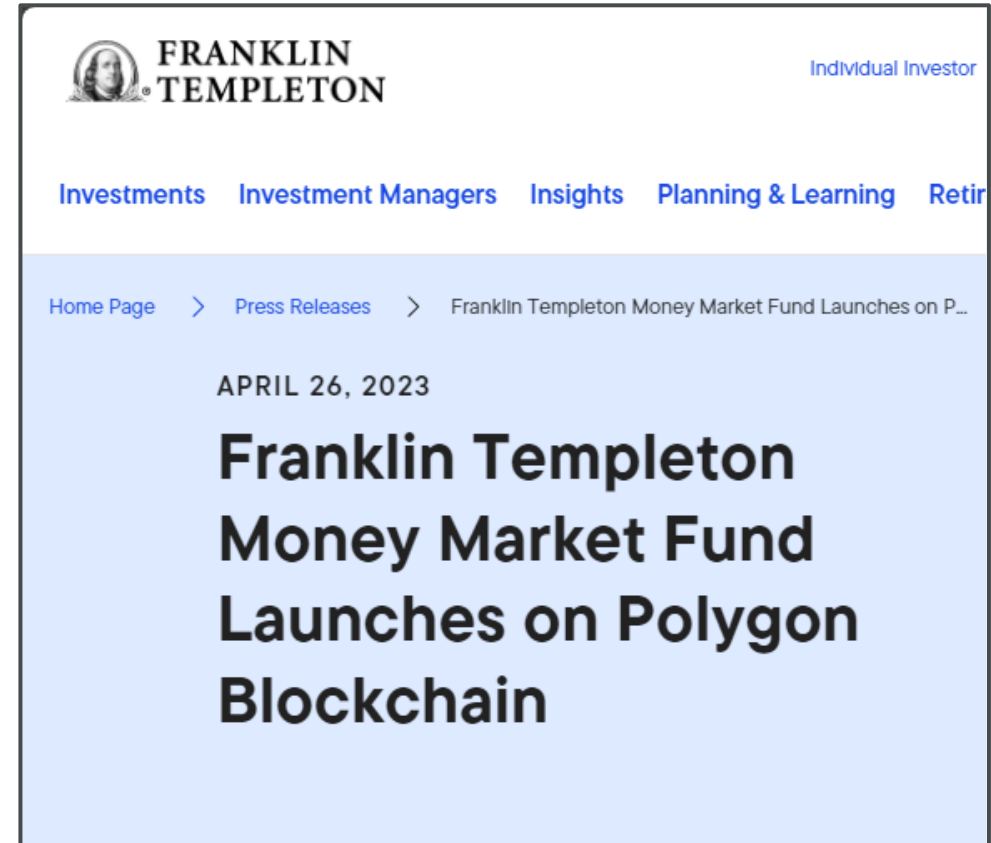 FRANKLIN
TEMPLETON
Individual Investor
Investments Investment Managers Insights Planning & Learning Retir
Home Page > Press Releases > Franklin Templeton Money Market Fund Launches on P...
APRIL 26, 2023
Franklin Templeton
Money Market Fund
Launches on Polygon
Blockchain